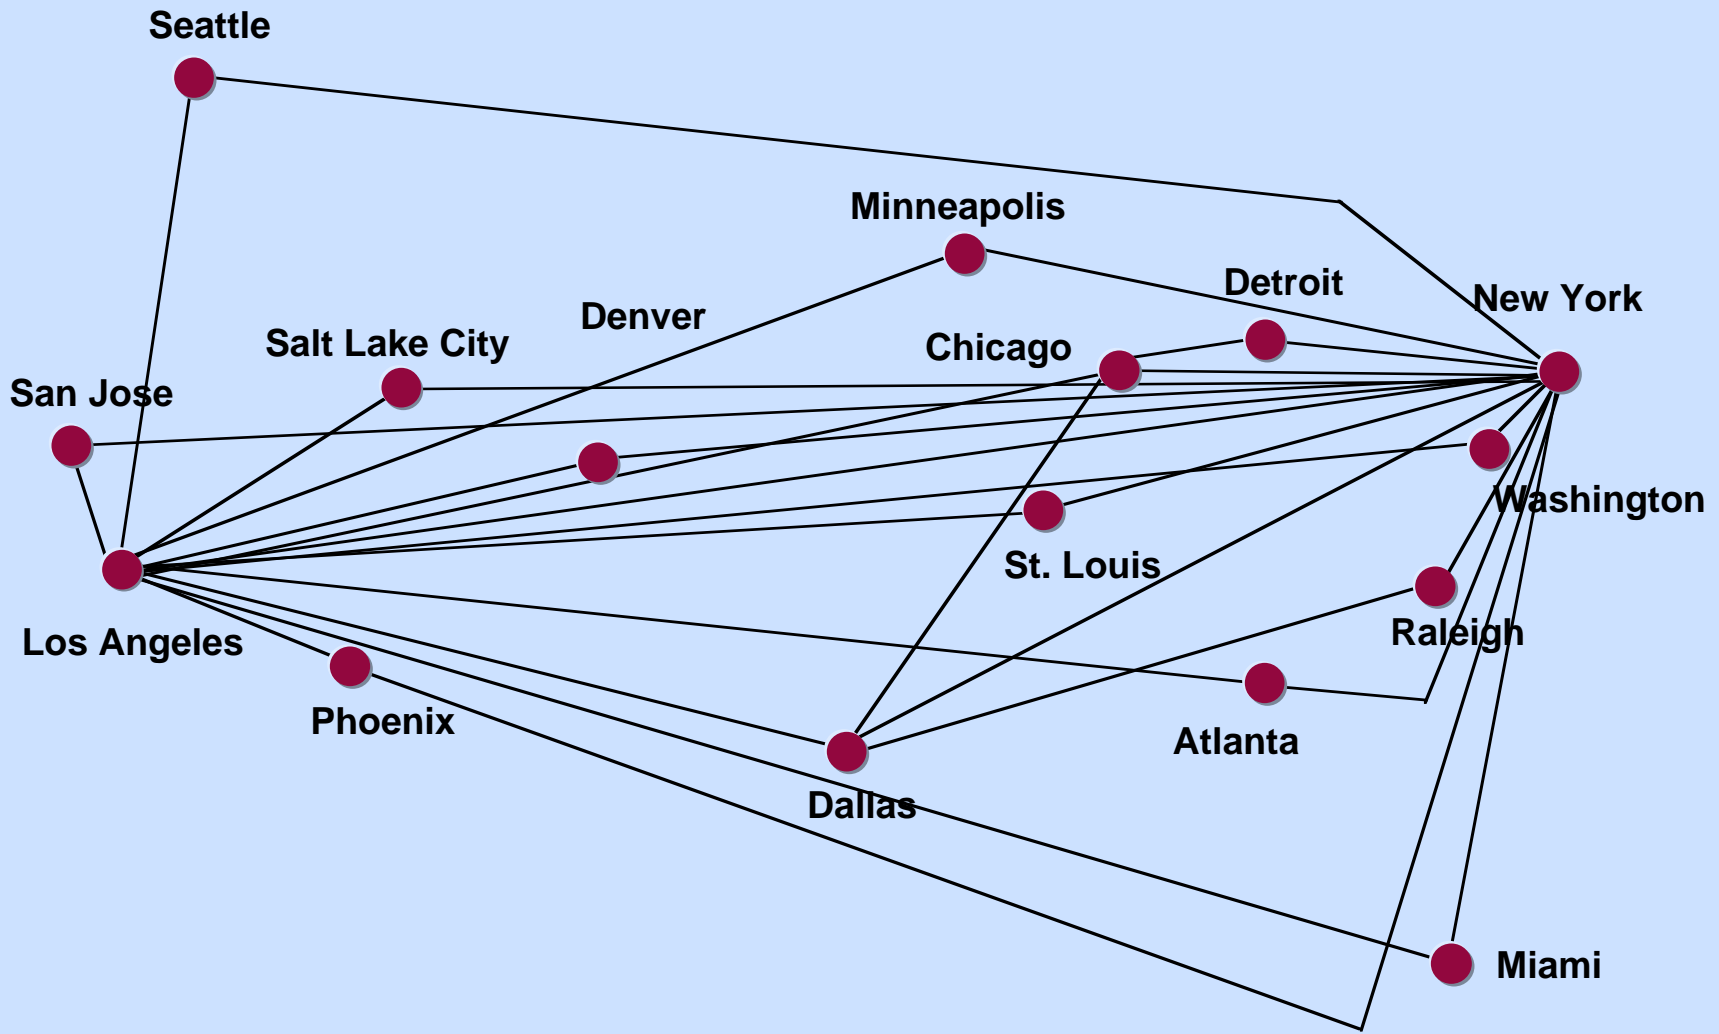 Seattle
Minneapolis
Detroit
New York
Denver
Salt Lake City
Chicago
San Jose
Washington
St. Louis
Raleigh
Los Angeles
Phoenix
Atlanta
Dallas
Miami